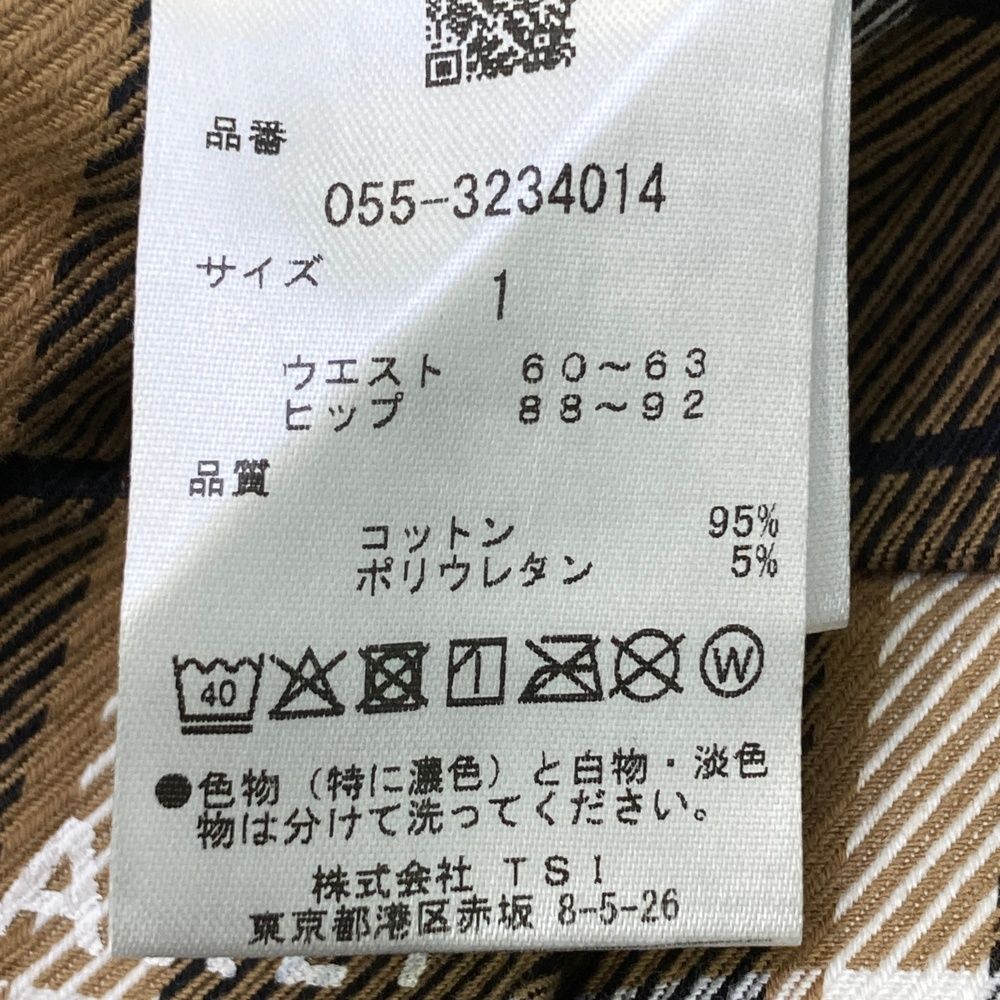 品番
055-3234014
サイズ
1
ウエスト 60~63
ヒップ 88~92
品質
コットン 95%
ポリウレタン 5%
40
W
●色物(特に濃色)と白物・淡色
物は分けて洗ってください。
株式会社 TSI
東京都港区赤坂 8-5-26